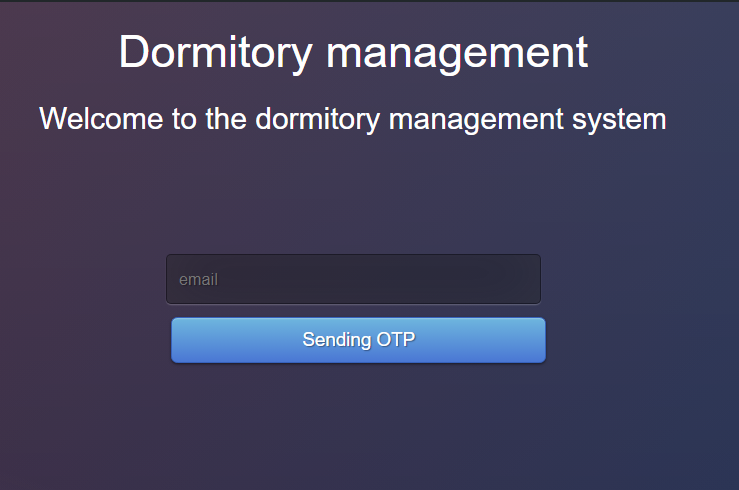 Dormitory management
Welcome to the dormitory management system
email
Sending OTP